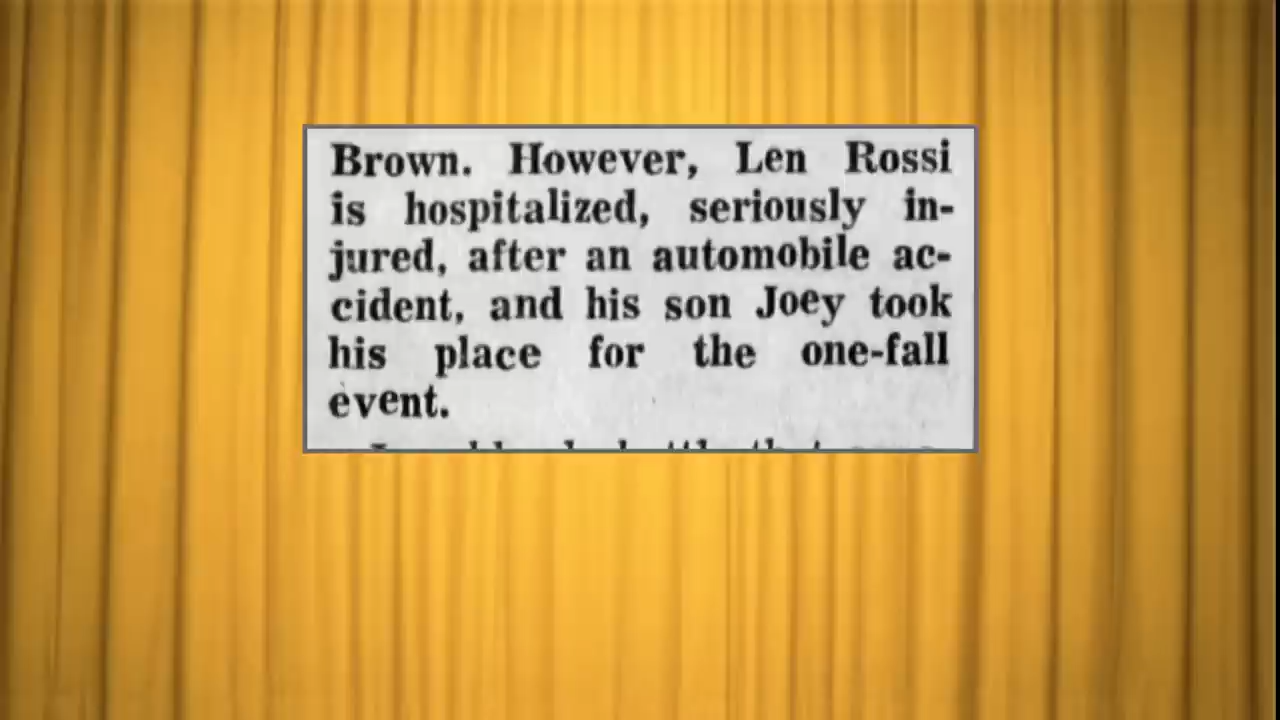 Brown. However, Len Rossi
is hospitalized, seriously in-
jured, after an automobile ac-
cident, and his son Joey took
his place for the one-fall
event.